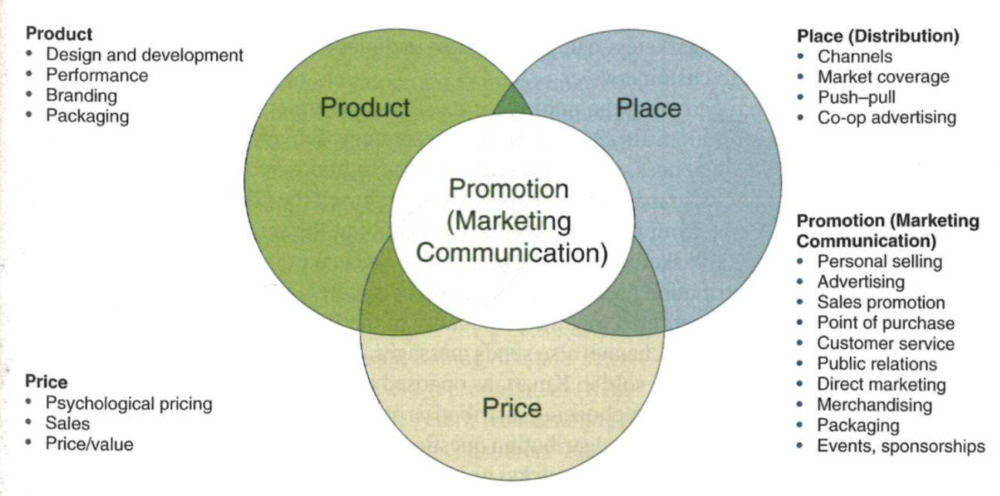 Product
• Design and development
• Performance
• Branding
• Packaging
Price
• Psychological pricing
• Sales
• Price/value
Product
Place
Promotion
(Marketing
Communication)
Price
Place (Distribution)
• Channels
• Market coverage
• Push–pull
• Co-op advertising
Promotion (Marketing
Communication)
• Personal selling
• Advertising
• Sales promotion
• Point of purchase
• Customer service
• Public relations
• Direct marketing
• Merchandising
• Packaging
• Events, sponsorships